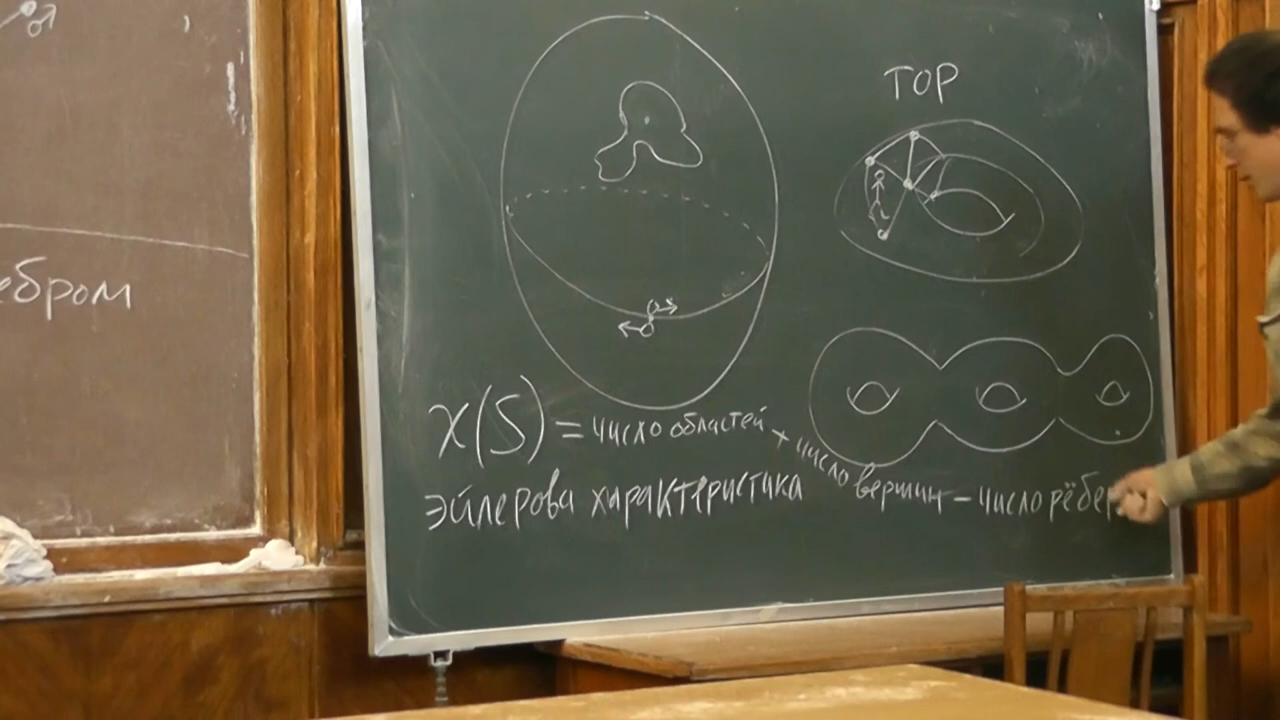 ебром
ТОР
χ(S) = число областей + число вершин – число рёбер
эйлерова характеристика